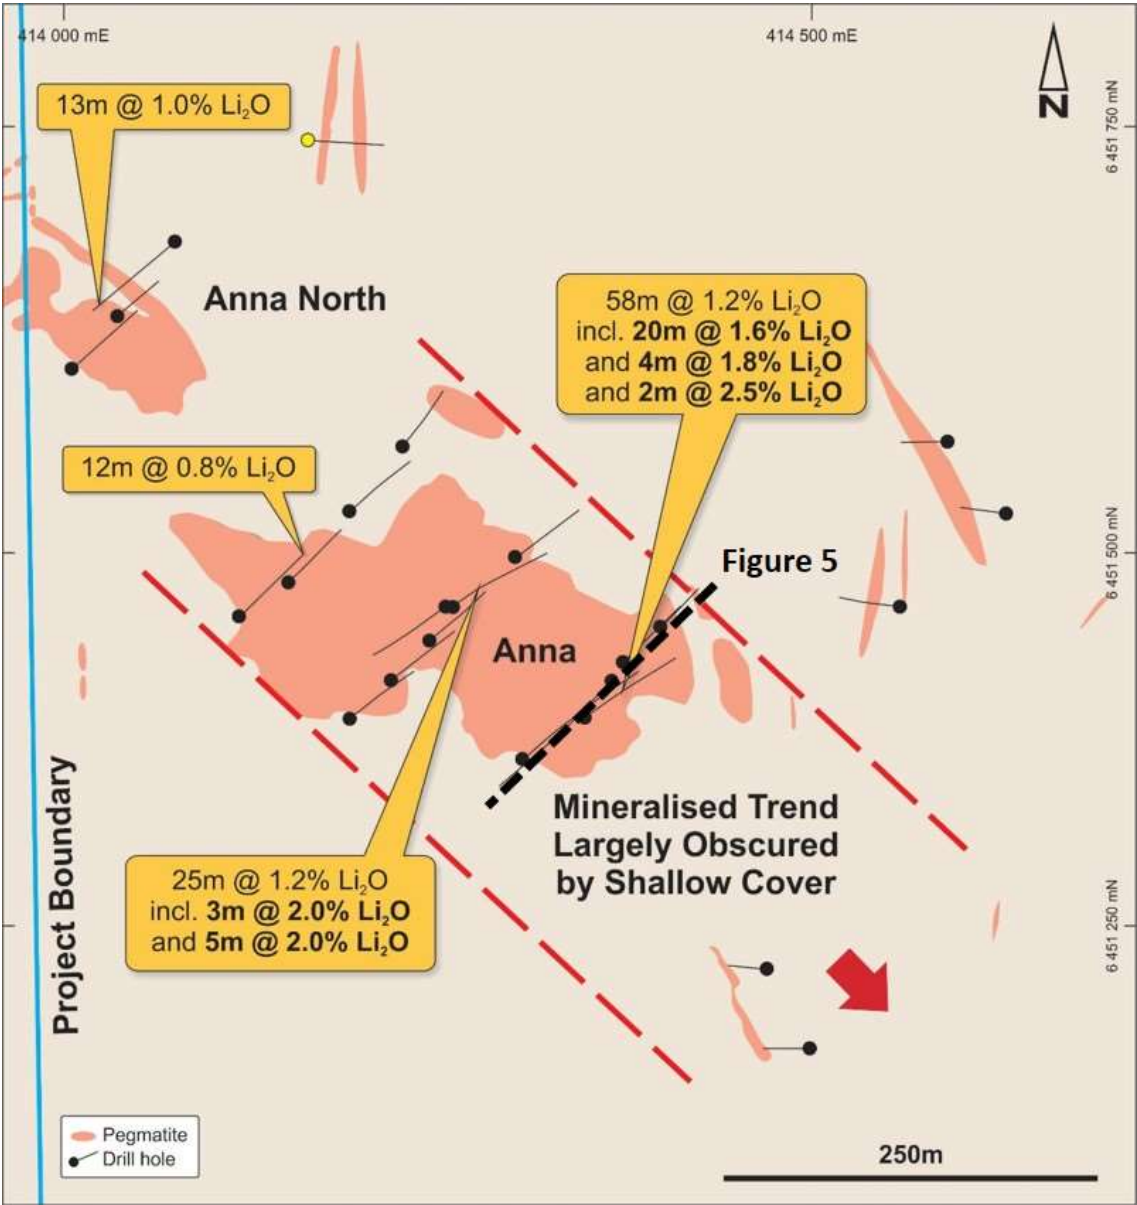 414 000 mE
414 500 mE
13m @ 1.0% Li₂O
N
6 451 750 mN
Anna North
58m @ 1.2% Li₂O
incl. 20m @ 1.6% Li₂O
and 4m @ 1.8% Li₂O
and 2m @ 2.5% Li₂O
12m @ 0.8% Li₂O
6 451 500 mN
Figure 5
Anna
Mineralised Trend
Largely Obscured
by Shallow Cover
25m @ 1.2% Li₂O
incl. 3m @ 2.0% Li₂O
and 5m @ 2.0% Li₂O
6 451 250 mN
Project Boundary
Pegmatite
Drill hole
250m